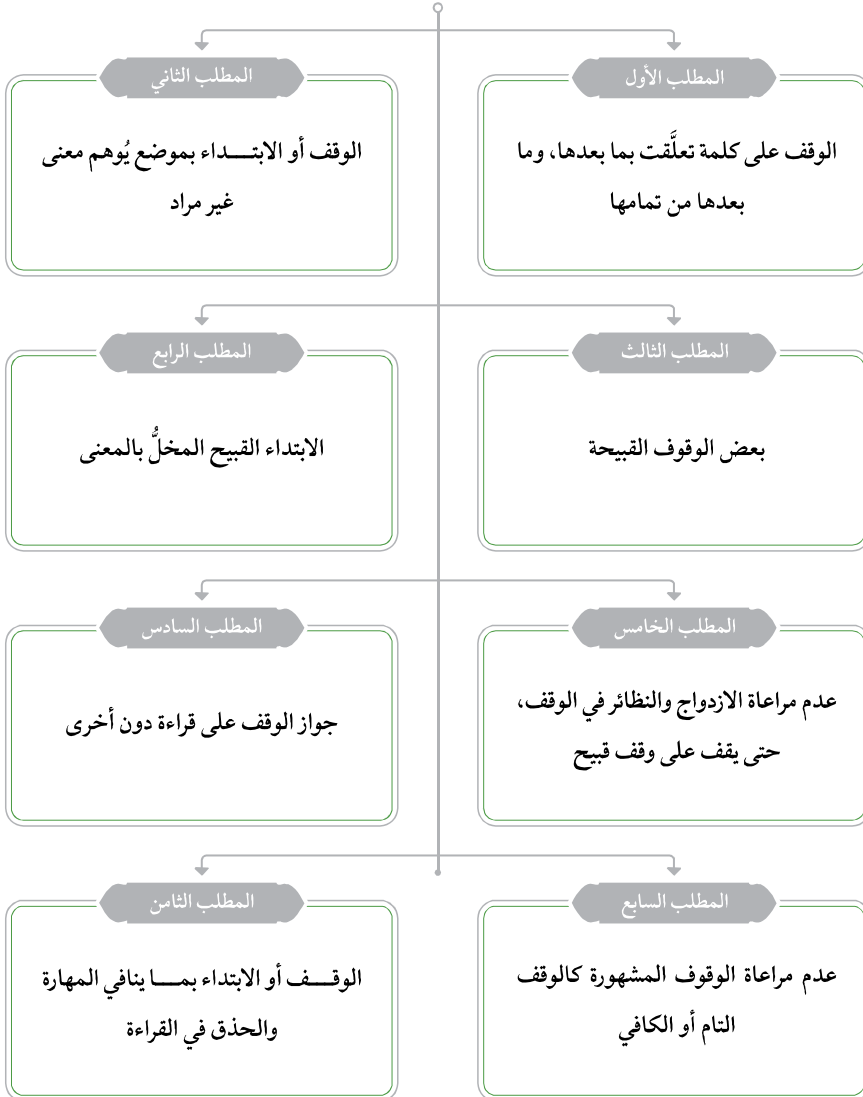 المطلب الأول
الوقف على كلمة تعلَّقت بما بعدها، وما
بعدها من تمامها
المطلب الثاني
الوقف أو الابتـــداء بموضع يُوهم معنى
غير مراد
المطلب الثالث
بعض الوقوف القبيحة
المطلب الرابع
الابتداء القبيح المخلُّ بالمعنى
المطلب الخامس
عدم مراعاة الازدواج والنظائر في الوقف،
حتى يقف على وقف قبيح
المطلب السادس
جواز الوقف على قراءة دون أخرى
المطلب السابع
عدم مراعاة الوقوف المشهورة كالوقف
التام أو الكافي
المطلب الثامن
الوقـــف أو الابتداء بمـــا ينافي المهارة
والحذق في القراءة